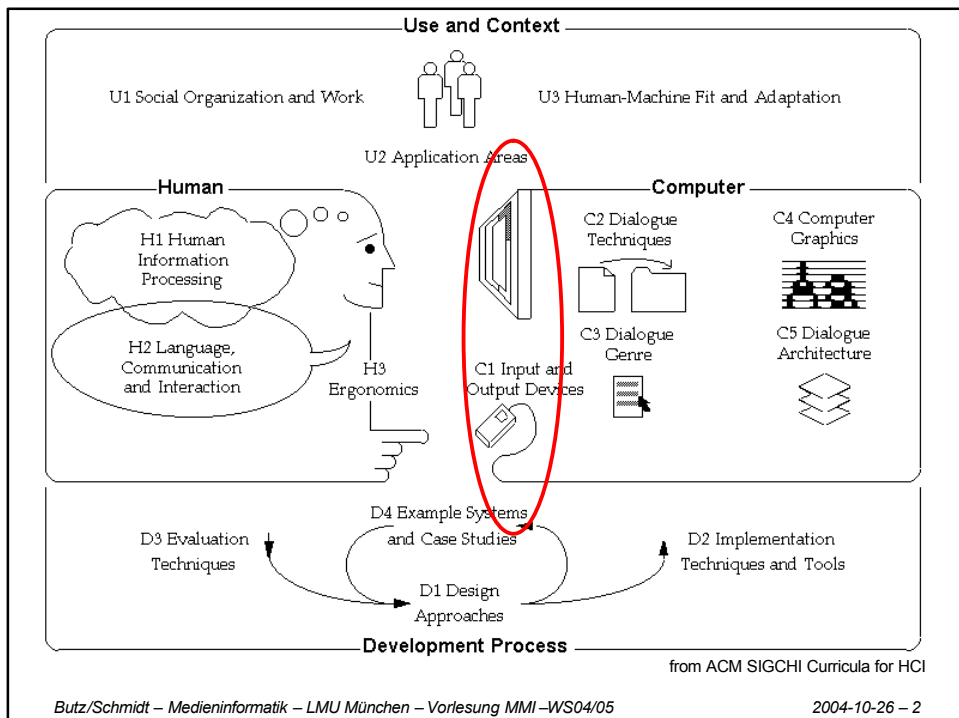 Use and Context
U1 Social Organization and Work
U3 Human-Machine Fit and Adaptation
U2 Application Areas
Human
H1 Human
Information
Processing
H2 Language,
Communication
and Interaction
H3
Ergonomics
Computer
C1 Input and
Output Devices
C2 Dialogue
Techniques
C3 Dialogue
Genre
C4 Computer
Graphics
C5 Dialogue
Architecture
D4 Example Systems
and Case Studies
D3 Evaluation
Techniques
D2 Implementation
Techniques and Tools
D1 Design
Approaches
Development Process
from ACM SIGCHI Curricula for HCI
Butz/Schmidt – Medieninformatik – LMU München – Vorlesung MMI –WS04/05
2004-10-26 – 2